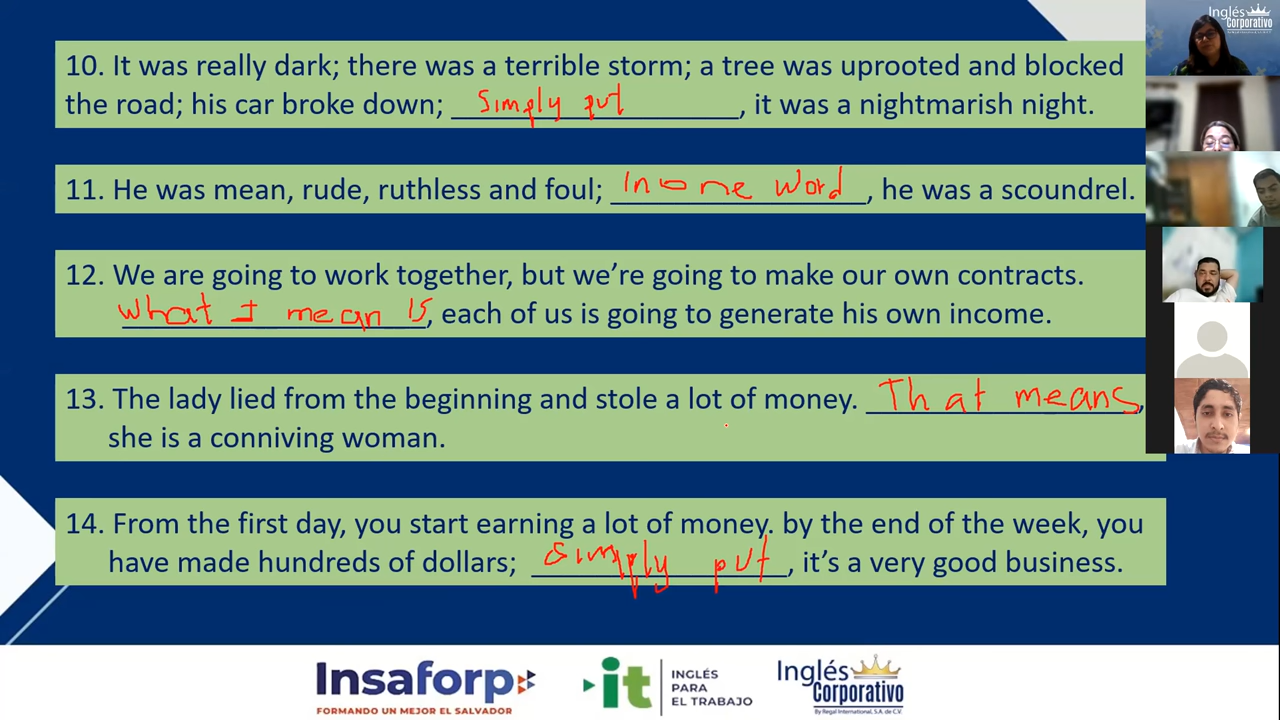 Inglés
Corporativo
10. It was really dark; there was a terrible storm; a tree was uprooted and blocked
the road; his car broke down; simply put, it was a nightmarish night.
11. He was mean, rude, ruthless and foul; In one word, he was a scoundrel.
12. We are going to work together, but we're going to make our own contracts.
What I mean is, each of us is going to generate his own income.
13. The lady lied from the beginning and stole a lot of money. That means,
she is a conniving woman.
14. From the first day, you start earning a lot of money. by the end of the week, you
have made hundreds of dollars; simply put, it's a very good business.
Insaforp
FORMANDO UN MEJOR EL SALVADOR
it
INGLÉS
PARA
EL TRABAJO
Inglés
Corporativo
By Regal International, S.A. de C.V.